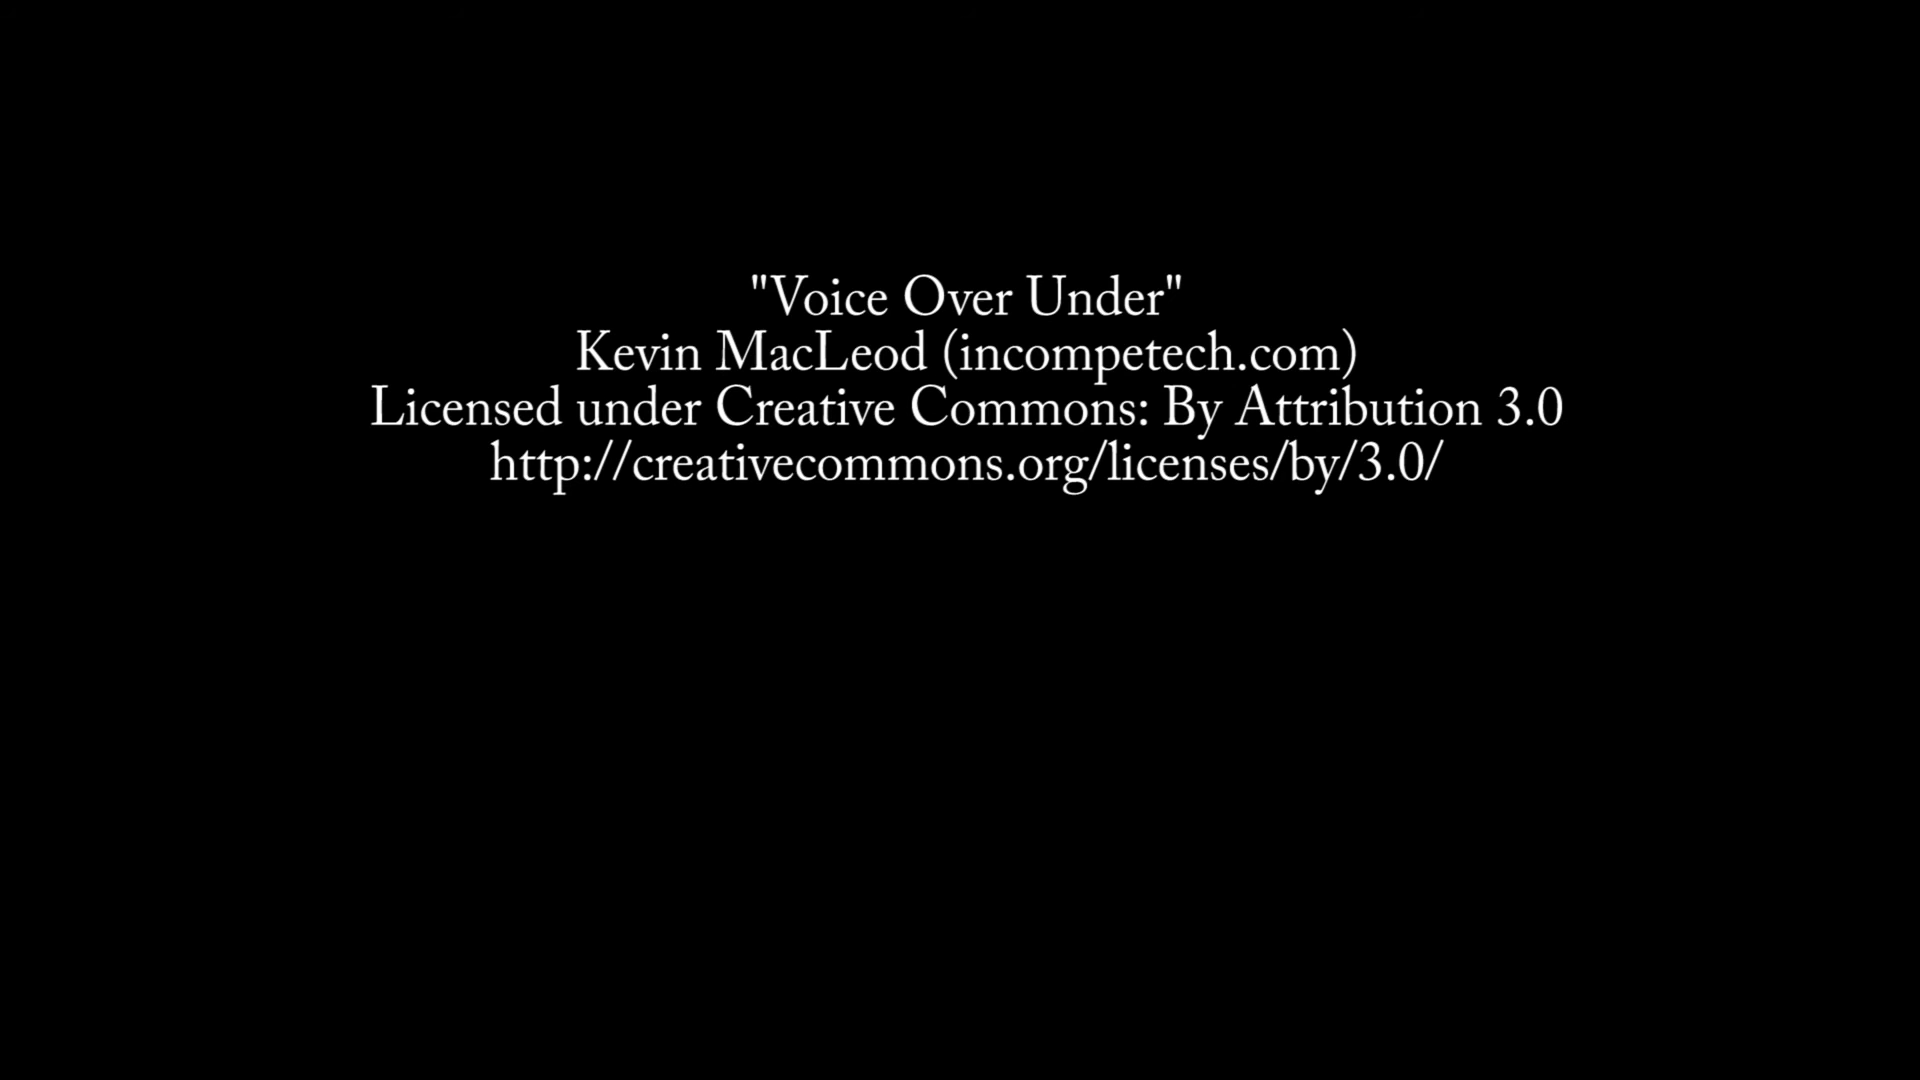 "Voice Over Under"
Kevin MacLeod (incompetech.com)
Licensed under Creative Commons: By Attribution 3.0
http://creativecommons.org/licenses/by/3.0/